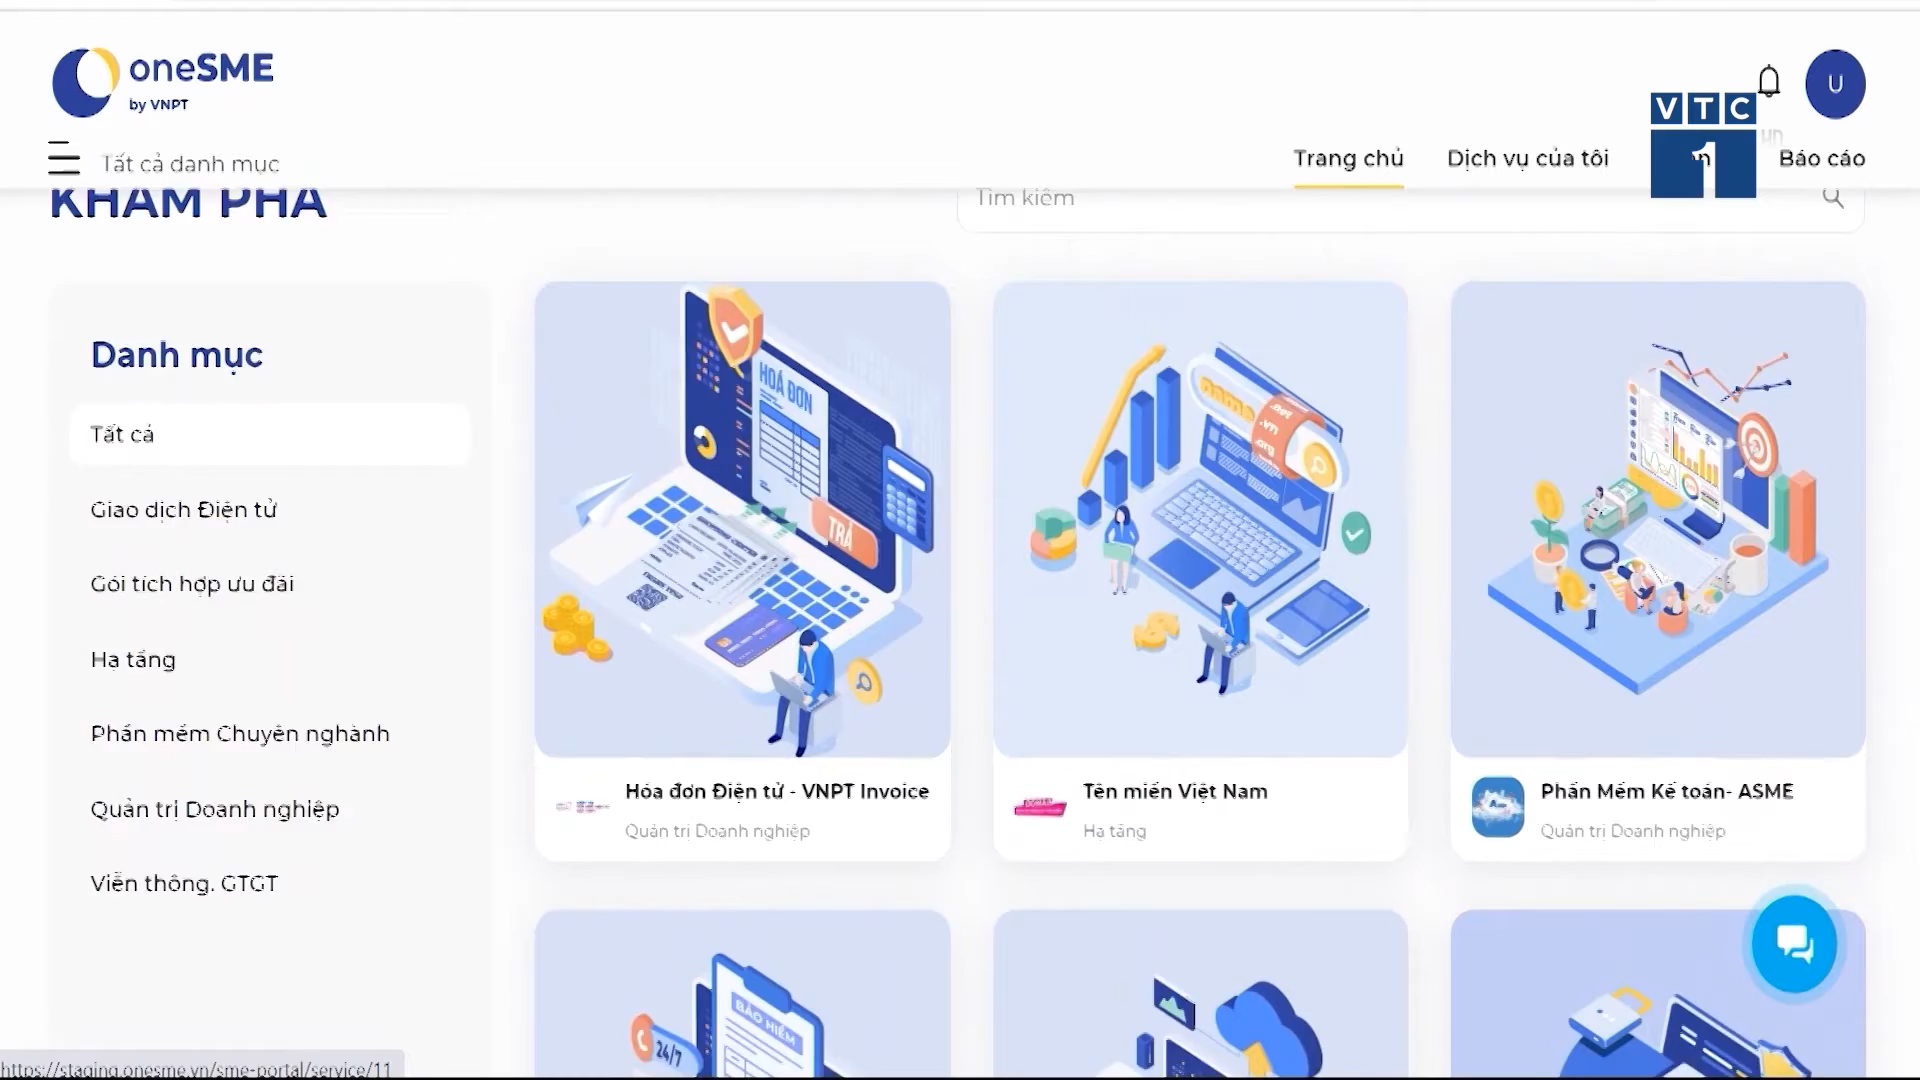 oneSME
by VNPT
VTC
1
U
Tất cả danh mục
Trang chủ
Dịch vụ của tôi
Báo cáo
KHÁM PHÁ
Tìm kiếm
Danh mục
Tất cả
Giao dịch Điện tử
Gói tích hợp ưu đãi
Hạ tầng
Phần mềm Chuyên nghành
Quản trị Doanh nghiệp
Viễn thông. GTGT
HOÁ ĐƠN
TRẢ
name
.net
.vn
.org
Hóa đơn Điện tử - VNPT Invoice
Quản trị Doanh nghiệp
Tên miền Việt Nam
Hạ tầng
Phần Mềm Kế toán- ASME
Quản trị Doanh nghiệp
BẢO HIỂM
24/7
https://staging.onesme.vn/sme-portal/service/11